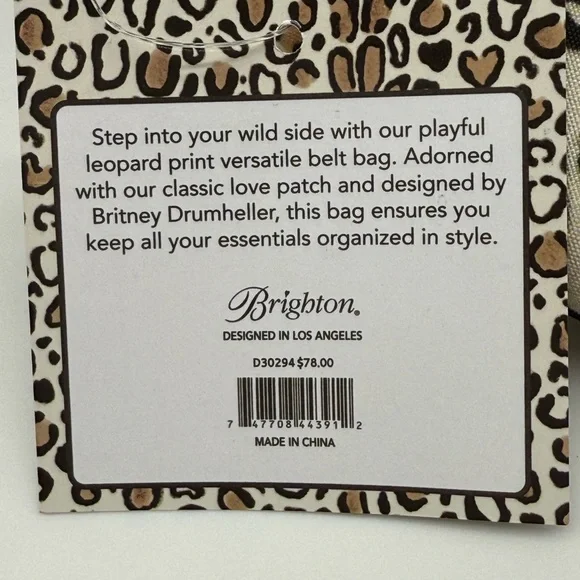 Step into your wild side with our playful
leopard print versatile belt bag. Adorned
with our classic love patch and designed by
Britney Drumheller, this bag ensures you
keep all your essentials organized in style.
Brighton®
DESIGNED IN LOS ANGELES
D30294 $78.00
7 47708 44391 2
MADE IN CHINA